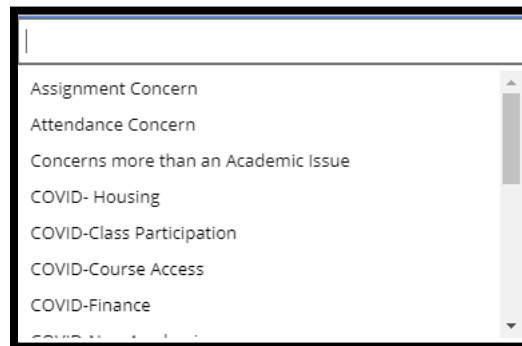 Assignment Concern
Attendance Concern
Concerns more than an Academic Issue
COVID- Housing
COVID-Class Participation
COVID-Course Access
COVID-Finance